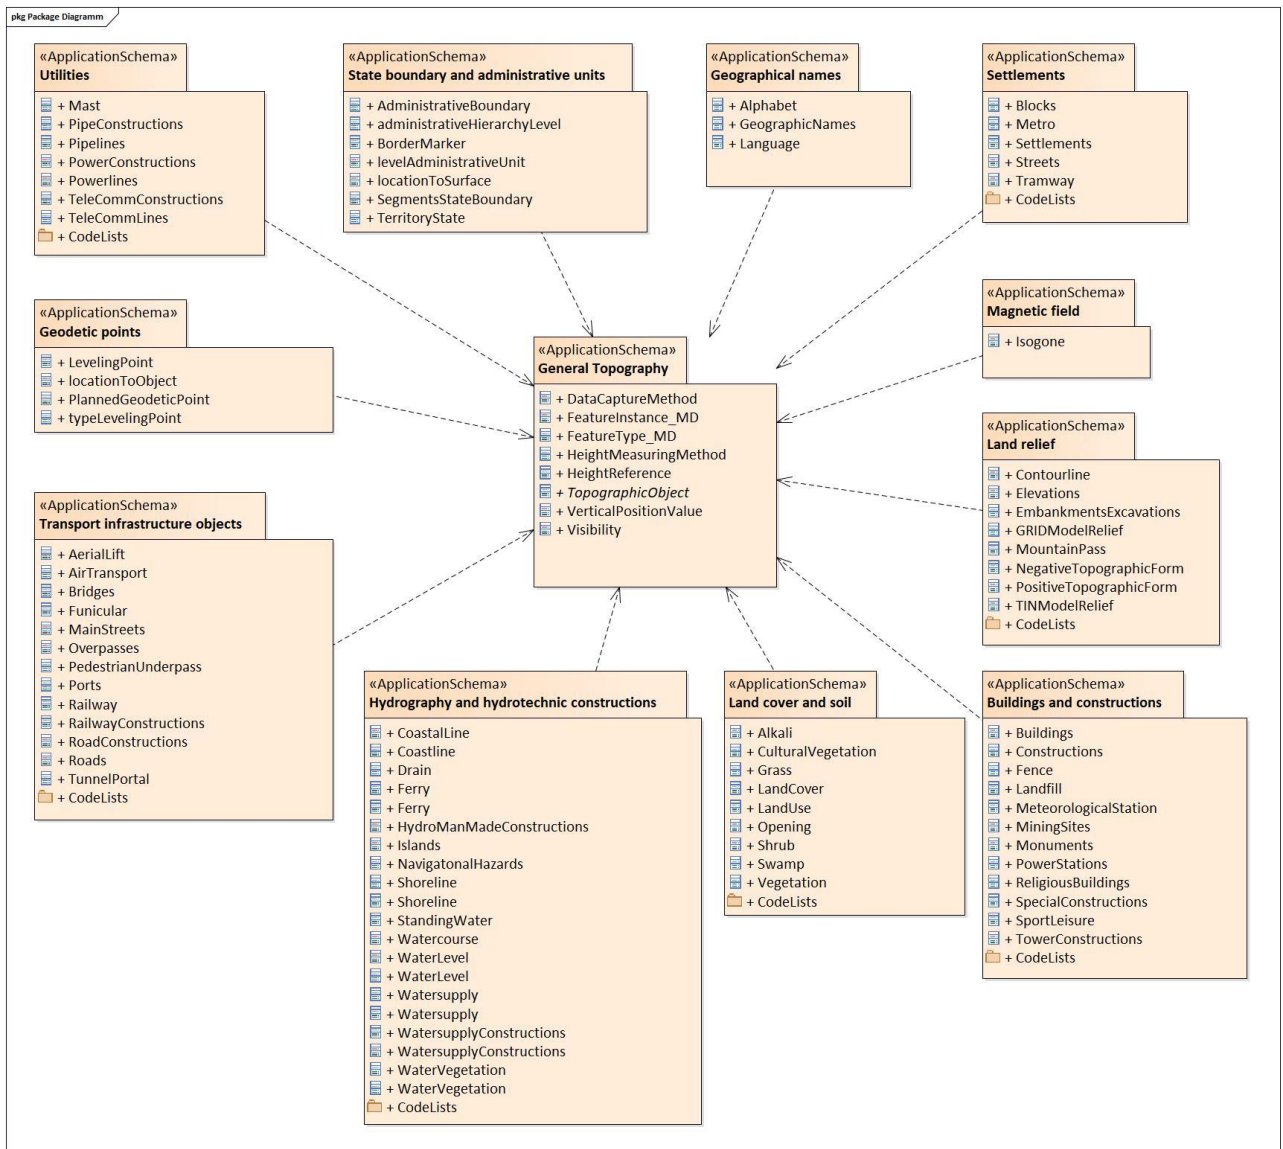 pkg Package Diagramm
«ApplicationSchema»
Utilities
+ Mast
+ PipeConstructions
+ Pipelines
+ PowerConstructions
+ Powerlines
+ TeleCommConstructions
+ TeleCommLines
+ CodeLists
«ApplicationSchema»
State boundary and administrative units
+ AdministrativeBoundary
+ administrativeHierarchyLevel
+ BorderMarker
+ levelAdministrativeUnit
+ locationToSurface
+ SegmentsStateBoundary
+ TerritoryState
«ApplicationSchema»
Geographical names
+ Alphabet
+ GeographicNames
+ Language
«ApplicationSchema»
Settlements
+ Blocks
+ Metro
+ Settlements
+ Streets
+ Tramway
+ CodeLists
«ApplicationSchema»
Geodetic points
+ LevelingPoint
+ locationToObject
+ PlannedGeodeticPoint
+ typeLevelingPoint
«ApplicationSchema»
General Topography
+ DataCaptureMethod
+ FeatureInstance_MD
+ FeatureType_MD
+ HeightMeasuringMethod
+ HeightReference
+ TopographicObject
+ VerticalPositionValue
+ Visibility
«ApplicationSchema»
Magnetic field
+ Isogone
«ApplicationSchema»
Land relief
+ Contourline
+ Elevations
+ EmbankmentsExcavations
+ GRIDModelRelief
+ MountainPass
+ NegativeTopographicForm
+ PositiveTopographicForm
+ TINModelRelief
+ CodeLists
«ApplicationSchema»
Transport infrastructure objects
+ AerialLift
+ AirTransport
+ Bridges
+ Funicular
+ MainStreets
+ Overpasses
+ PedestrianUnderpass
+ Ports
+ Railway
+ RailwayConstructions
+ RoadConstructions
+ Roads
+ TunnelPortal
+ CodeLists
«ApplicationSchema»
Hydrography and hydrotechnic constructions
+ CoastalLine
+ Coastline
+ Drain
+ Ferry
+ Ferry
+ HydroManMadeConstructions
+ Islands
+ NavigatonalHazards
+ Shoreline
+ Shoreline
+ StandingWater
+ Watercourse
+ WaterLevel
+ WaterLevel
+ Watersupply
+ Watersupply
+ WatersupplyConstructions
+ WatersupplyConstructions
+ WaterVegetation
+ WaterVegetation
+ CodeLists
«ApplicationSchema»
Land cover and soil
+ Alkali
+ CulturalVegetation
+ Grass
+ LandCover
+ LandUse
+ Opening
+ Shrub
+ Swamp
+ Vegetation
+ CodeLists
«ApplicationSchema»
Buildings and constructions
+ Buildings
+ Constructions
+ Fence
+ Landfill
+ MeteorologicalStation
+ MiningSites
+ Monuments
+ PowerStations
+ ReligiousBuildings
+ SpecialConstructions
+ SportLeisure
+ TowerConstructions
+ CodeLists